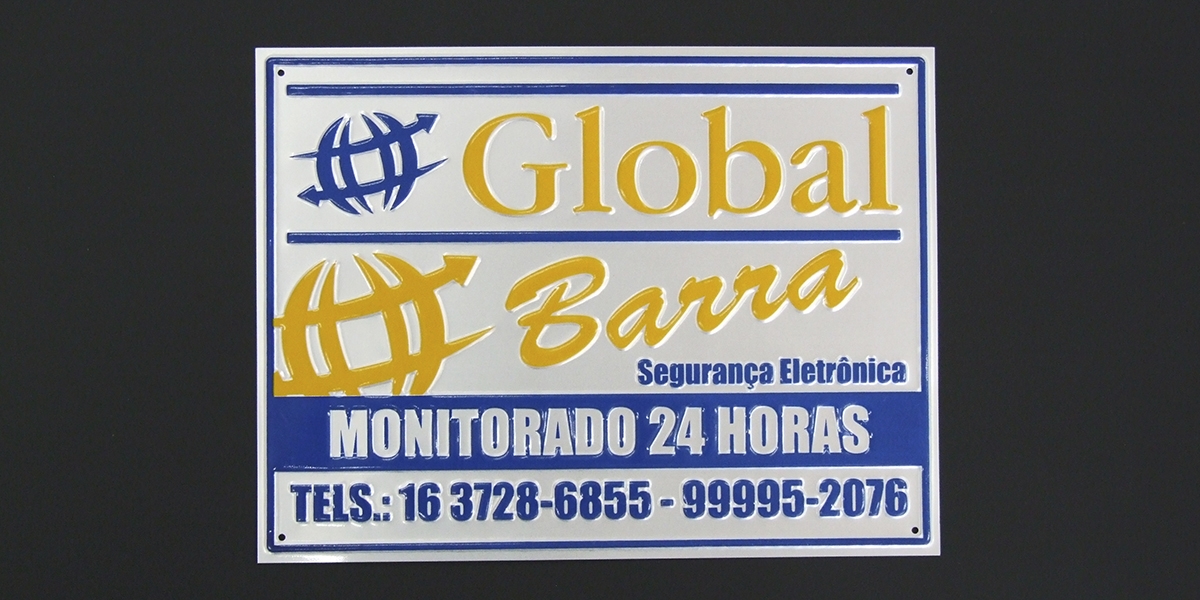 Global
Barra
Segurança Eletrônica
MONITORADO 24 HORAS
TELS.: 16 3728-6855 - 99995-2076